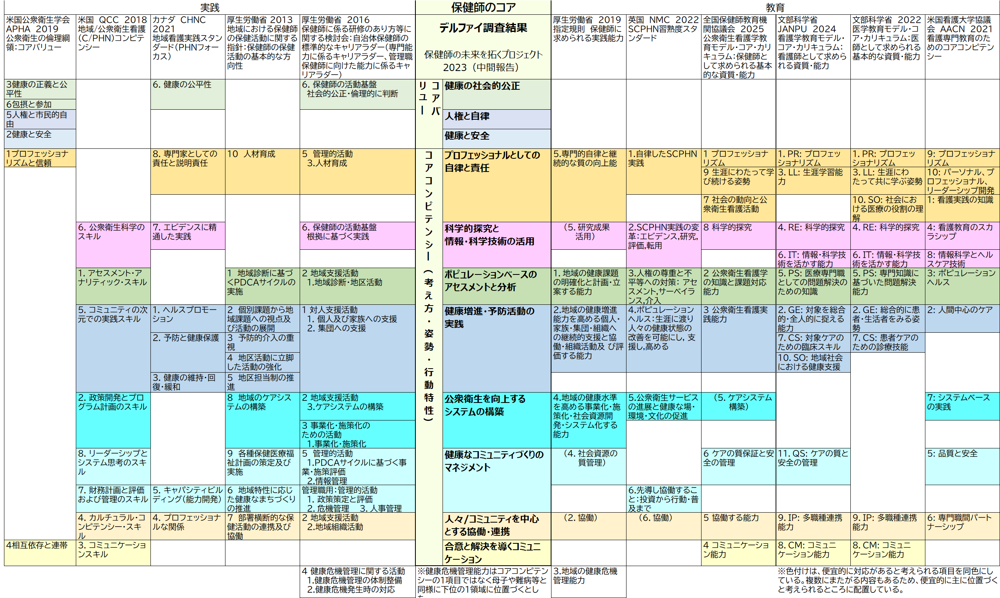 実践
保健師のコア
教育
米国公衆衛生学会
APHA 2019
公衆衛生の倫理綱
領：コアバリュー
米国 QCC 2018
地域/公衆衛生看護
（C/PHN）コンピテ
ンシー
カナダ CHNC
2021
地域看護実践スタン
ダード（PHNフォー
カス）
厚生労働省 2013
地域における保健師
の保健活動に関する
指針：保健師の保健
活動の基本的な方
向性
厚生労働省 2016
保健師に係る研修のあり方等に
関する検討会：自治体保健師の
標準的なキャリアラダー（専門能
力に係るキャリアラダー、管理職
保健師に向けた能力に係るキャ
リアラダー）
デルファイ調査結果
保健師の未来を拓くプロジェクト
2023（中間報告）
厚生労働省 2019
指定規則 保健師に
求められる実践能力
英国 NMC 2022
SCPHN習熟度スタ
ンダード
全国保健師教育機
関協議会 2025
公衆衛生看護学教
育モデル・コア・カリ
キュラム：保健師と
して求められる基本
的な資質・能力
文部科学省
JANPU 2024
看護学教育モデル・
コア・カリキュラム：
看護師として求めら
れる資質・能力
文部科学省 2022
医学教育モデル・コ
ア・カリキュラム：医
師として求められる
基本的な資質・能力
米国看護大学協議
会 AACN 2021
看護専門教育のた
めのコアコンピテン
シー
3健康の正義と公
平性
6包摂と参加
5人権と市民的自
由
2健康と安全
6. 健康の公平性
6. 保健師の活動基盤
社会的公正・倫理的に判断
コアバ
リュー
健康の社会的公正
人権と自律
健康と安全
1プロフェッショナ
リズムと信頼
8. 専門家としての
責任と説明責任
10 人材育成
5 管理的活動
3.人材育成
コアコンピテンシー（考え方・姿勢・行動特性）
プロフェッショナルとしての
自律と責任
5.専門的自律と継
続的な質の向上能
1.自律したSCPHN
実践
1 プロフェッショナ
リズム
9 生涯にわたって学
び続ける姿勢
7 社会の動向と公
衆衛生看護活動
1. PR: プロフェッ
ショナリズム
3. LL: 生涯学習能
力
1. PR: プロフェッ
ショナリズム
3. LL: 生涯にわ
たって共に学ぶ姿勢
10. SO: 社会にお
ける医療の役割の理
解
9: プロフェッショナ
リズム
10: パーソナル、プ
ロフェッショナル、
リーダーシップ開発
1: 看護実践の知識
6. 公衆衛生科学の
スキル
7. エビデンスに精
通した実践
6. 保健師の活動基盤
根拠に基づく実践
科学的探究と
情報・科学技術の活用
（5. 研究成果
活用）
2.SCPHN実践の変
革：エビデンス,研究,
評価,転用
8 科学的探究
4. RE: 科学的探究
6. IT: 情報・科学技
術を活かす能力
4. RE: 科学的探究
6. IT: 情報・科学技
術を活かす能力
4: 看護教育のスカ
ラシップ
8: 情報科学とヘル
スケア技術
1. アセスメント・ア
ナリティック・スキル
1 地域診断に基づ
くPDCAサイクルの
実施
2 地域支援活動
1.地域診断・地区活動
ポピュレーションベースの
アセスメントと分析
1. 地域の健康課題
の明確化と計画・立
案する能力
3.人権の尊重と不
平等への対策： アセ
スメント,サーベイラ
ンス,介入
2 公衆衛生看護学
の知識と課題対応
能力
5. PS: 医療専門職
としての問題解決の
ための知識
5. PS: 専門知識に
基づいた問題解決
能力
3: ポピュレーション
ヘルス
5. コミュニティの次
元での実践スキル
1. ヘルスプロモー
ション
2. 予防と健康保護
3. 健康の維持・回
復・緩和
2 個別課題から地
域課題への視点及
び活動の展開
3 予防的介入の重
視
4 地区活動に立脚
した活動の強化
5 地区担当制の推
進
1 対人支援活動
1. 個人及び家族への支援
2. 集団への支援
健康増進・予防活動の
実践
2.地域の健康増進
能力を高める個人・
家族・集団・組織へ
の継続的支援と協
働・組織活動及 び評
価する能力
4.ポピュレーション
ヘルス：生涯に渡り
人々の健康状態の
改善を可能にし, 支
援し,高める
3 公衆衛生看護実
践能力
2. GE: 対象を総合
的・全人的に捉える
能力
7. CS: 対象ケアの
ための臨床スキル
10. SO: 地域社会
における健康支援
2. GE: 総合的に患
者・生活者をみる姿
勢
7. CS: 患者ケアの
ための診療技能
2: 人間中心のケア
2. 政策開発とプロ
グラム計画のスキル
8 地域のケアシス
テムの構築
2 地域支援活動
3.ケアシステムの構築
3 事業化・施策化の
ための活動
1.事業化・施策化
公衆衛生を向上する
システムの構築
4.地域の健康水準
を高める事業化・施
策化・社会資源開
発・システム化する
能力
5.公衆衛生サービス
の進展と健康な場・
環境・文化の促進
（5. ケアシステム
構築）
7: システムベース
の実践
8. リーダーシップと
システム思考のスキ
ル
7. 財務計画と評価
および管理のスキル
5. キャパシティビル
ディング（能力開発）
9 各種保健医療福
祉計画の策定及び
実施
6 地域特性に応じ
た健康なまちづくり
の推進
5 管理的活動
1.PDCAサイクルに基づく事
業・施策評価
2.情報管理
管理職用：管理的活動
1. 政策策定と評価
2. 危機管理 3. 人事管理
健康なコミュニティづくりの
マネジメント
（4. 社会資源の
質管理）
6.先導し協働するこ
と：投資から行動・普
及まで
6 ケアの質保証と安
全の管理
11. QS: ケアの質と
安全の管理
5: 品質と安全
4. カルチュラル・コ
ンピテンシー・スキ
ル
4. プロフェッショナ
ルな関係
7 部署横断的な保
健活動の連携及び
協働
2 地域支援活動
2.地域組織活動
人々/コミュニティを中心
とする協働・連携
（2. 協働）
（6. 協働）
5 協働する能力
9. IP: 多職種連携
能力
9. IP: 多職種連携
能力
6: 専門職間パート
ナーシップ
4相互依存と連帯
3. コミュニケーショ
ンスキル
合意と解決を導くコミュニ
ケーション
4 コミュニケーショ
ン能力
8. CM: コミュニ
ケーション能力
8. CM: コミュニ
ケーション能力
4 健康危機管理に関する活動
1.健康危機管理の体制整備
2.健康危機発生時の対応
※健康危機管理能力はコアコンピテン
シーの1項目ではなく母子や難病等と
同様に下位の1領域に位置づくとし
3.地域の健康危機
管理能力
※色付けは、便宜的に対応があると考えられる項目を同色にし
ている。複数にまたがる内容もあるため、便宜的に主に位置づく
と考えられるところに配置している。